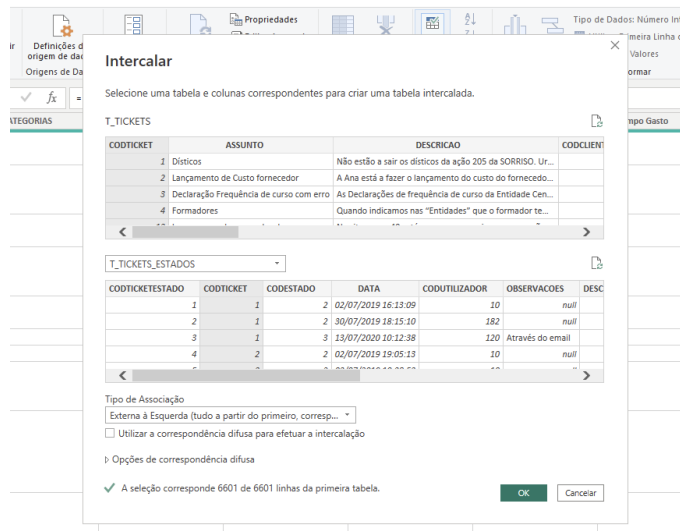 Propriedades
Tipo de Dados: Número Int
ir
Definições d
meira Linha c
origem de dad
Valores
Origens de Da
ormar
Intercalar
Selecione uma tabela e colunas correspondentes para criar uma tabela intercalada.
fx =
ATEGORIAS
mpo Gasto
T_TICKETS
CODTICKET ASSUNTO DESCRICAO CODCLIENT
1 Dísticos Não estão a sair os dísticos da ação 205 da SORRISO. Ur...
2 Lançamento de Custo fornecedor A Ana está a fazer o lançamento do custo do fornecedo...
3 Declaração Frequência de curso com erro As Declarações de frequência de curso da Entidade Cen...
4 Formadores Quando indicamos nas "Entidades" que o formador te...
T_TICKETS_ESTADOS
CODTICKETESTADO CODTICKET CODESTADO DATA CODUTILIZADOR OBSERVACOES DESC
1 1 2 02/07/2019 16:13:09 10 null
2 1 2 30/07/2019 18:15:10 182 null
3 1 3 13/07/2020 10:12:38 120 Através do email
4 2 2 02/07/2019 19:05:13 10 null
Tipo de Associação
Externa à Esquerda (tudo a partir do primeiro, corresp...
Utilizar a correspondência difusa para efetuar a intercalação
Opções de correspondência difusa
A seleção corresponde 6601 de 6601 linhas da primeira tabela.
OK
Cancelar